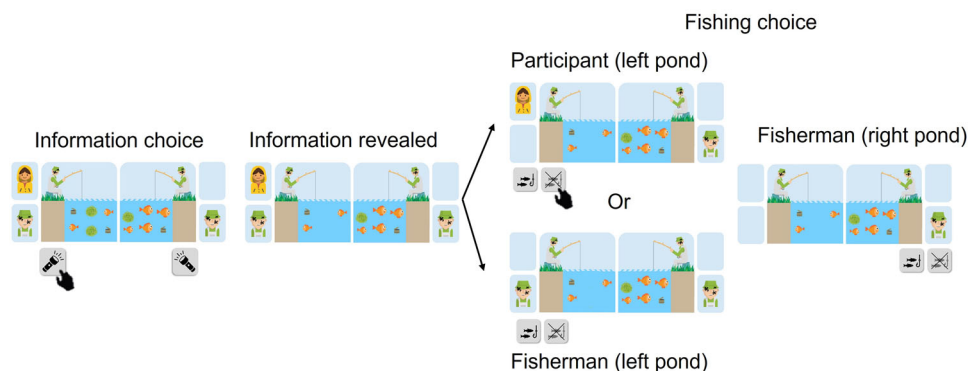 Fishing choice
Participant (left pond)
Information choice
Information revealed
Fisherman (right pond)
Or
Fisherman (left pond)